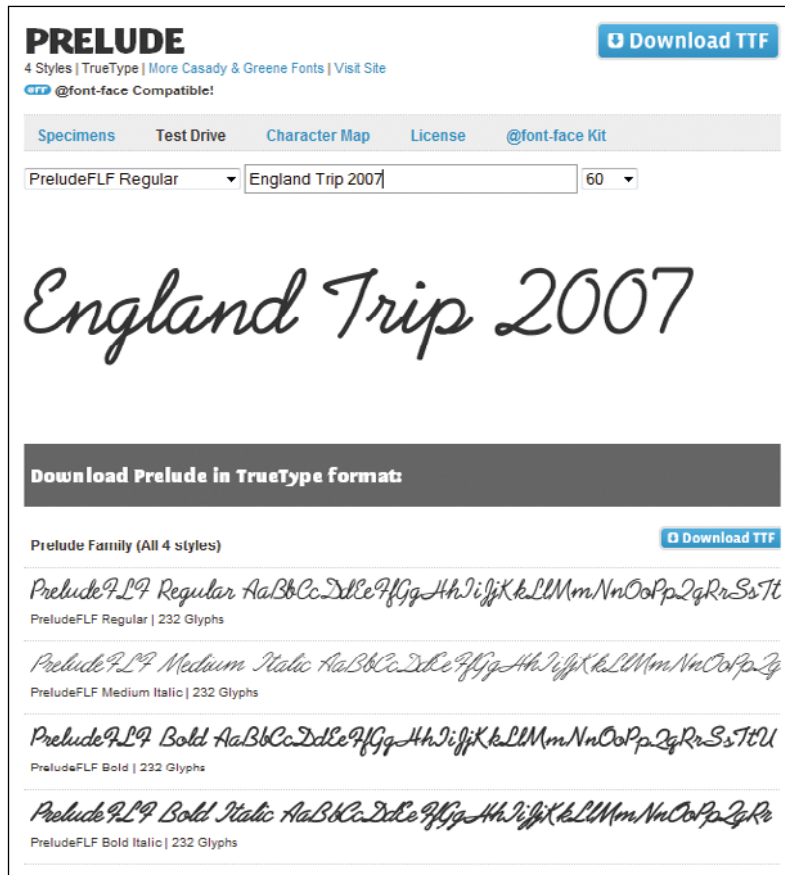 PRELUDE
Download TTF
4 Styles | TrueType | More Casady & Greene Fonts | Visit Site
@font-face Compatible!
Specimens Test Drive Character Map License @font-face Kit
PreludeFLF Regular England Trip 2007 60
England Trip 2007
Download Prelude in TrueType format:
Prelude Family (All 4 styles) Download TTF
PreludeFLF Regular AaBbCcDdEeFfGgHhIiJjKkLlMmNnOoPpQqRrSsTt
PreludeFLF Regular | 232 Glyphs
PreludeFLF Medium Italic AaBbCcDdEeFfGgHhIiJjKkLlMmNnOoPpQq
PreludeFLF Medium Italic | 232 Glyphs
PreludeFLF Bold AaBbCcDdEeFfGgHhIiJjKkLlMmNnOoPpQqRrSsTtU
PreludeFLF Bold | 232 Glyphs
PreludeFLF Bold Italic AaBbCcDdEeFfGgHhIiJjKkLlMmNnOoPpQqRr
PreludeFLF Bold Italic | 232 Glyphs